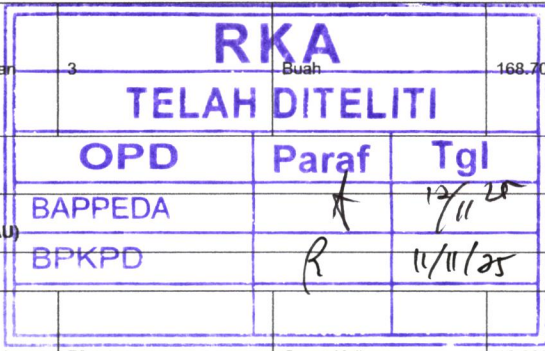 RKA
an 3 Buah 168.70
TELAH DITELITI
OPD Paraf Tgl
BAPPEDA 12/11 25
U)
BPKPD R 11/11/25